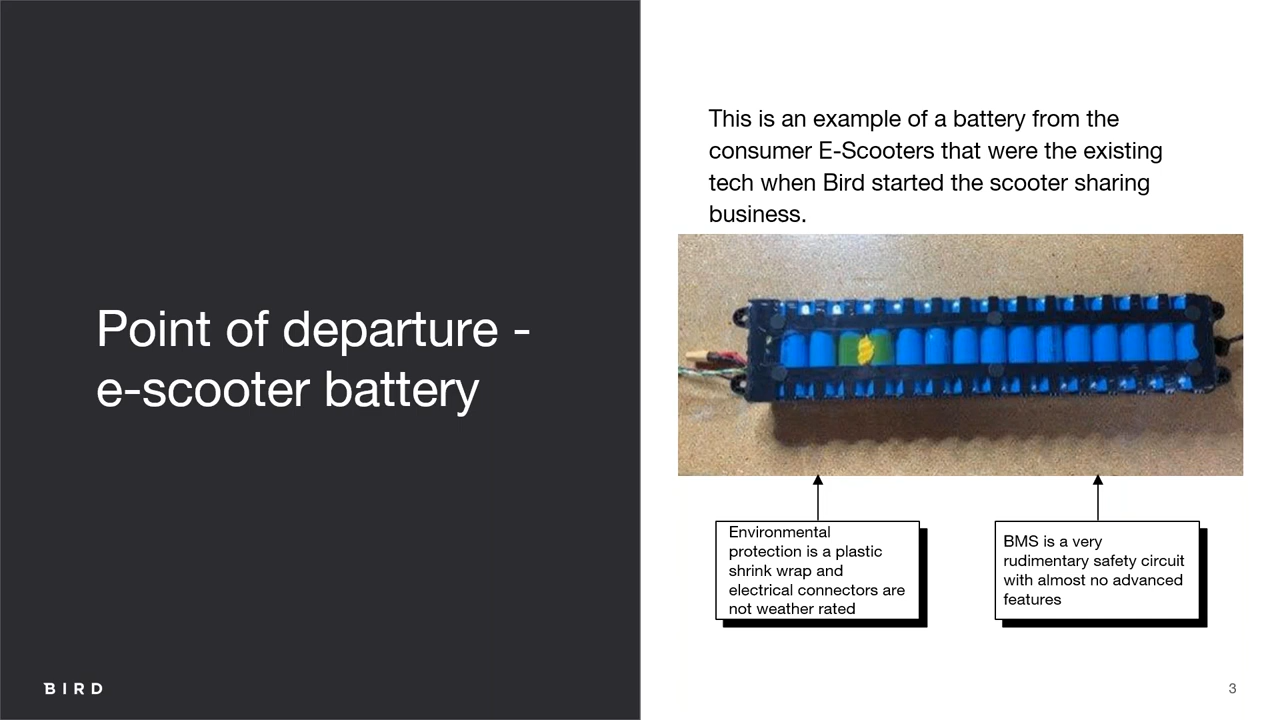 Point of departure -
e-scooter battery
This is an example of a battery from the
consumer E-Scooters that were the existing
tech when Bird started the scooter sharing
business.
Environmental
protection is a plastic
shrink wrap and
electrical connectors are
not weather rated
BMS is a very
rudimentary safety circuit
with almost no advanced
features
BIRD
3